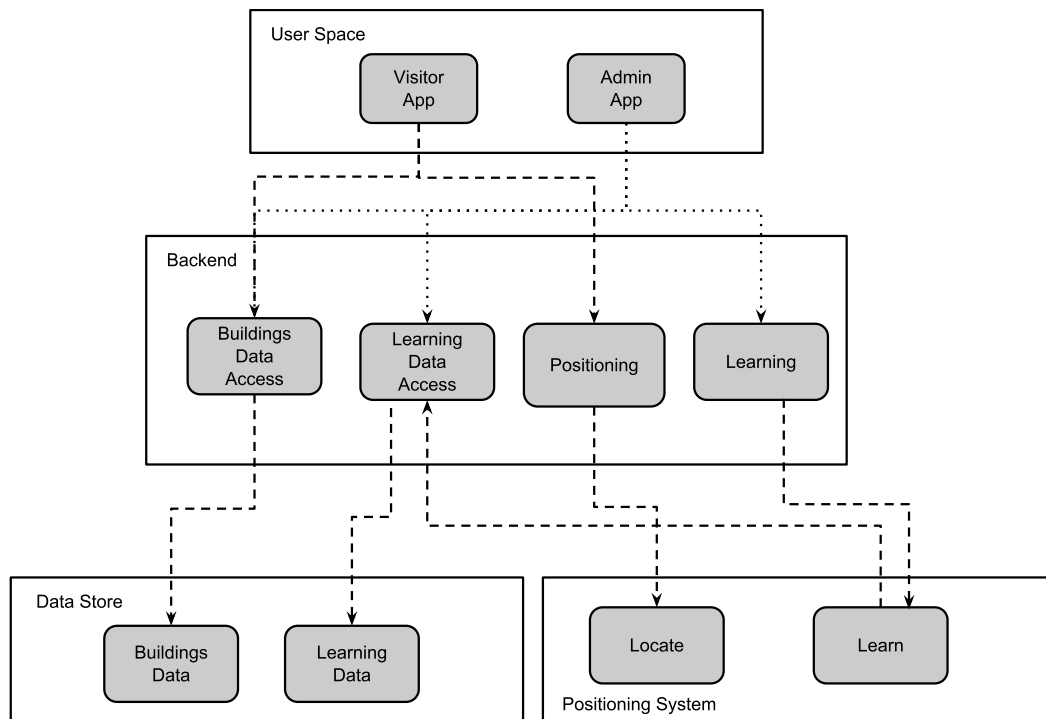 User Space
Visitor
App
Admin
App
Backend
Buildings
Data
Access
Learning
Data
Access
Positioning
Learning
Data Store
Buildings
Data
Learning
Data
Locate
Learn
Positioning System